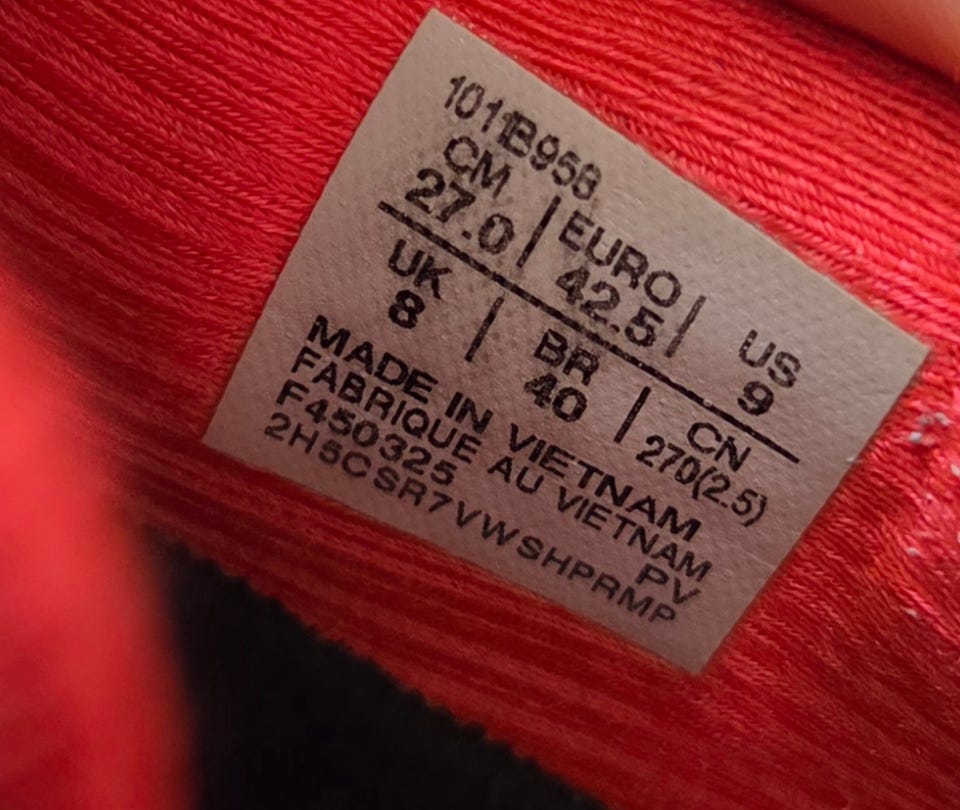 1011B958
CM | EURO | US
27.0 | 42.5 | 9
UK | BR | CN
8 | 40 | 270(2.5)
MADE IN VIETNAM
FABRIQUE AU VIETNAM
F450325 PV
2H5CSR7VWSHPRMP